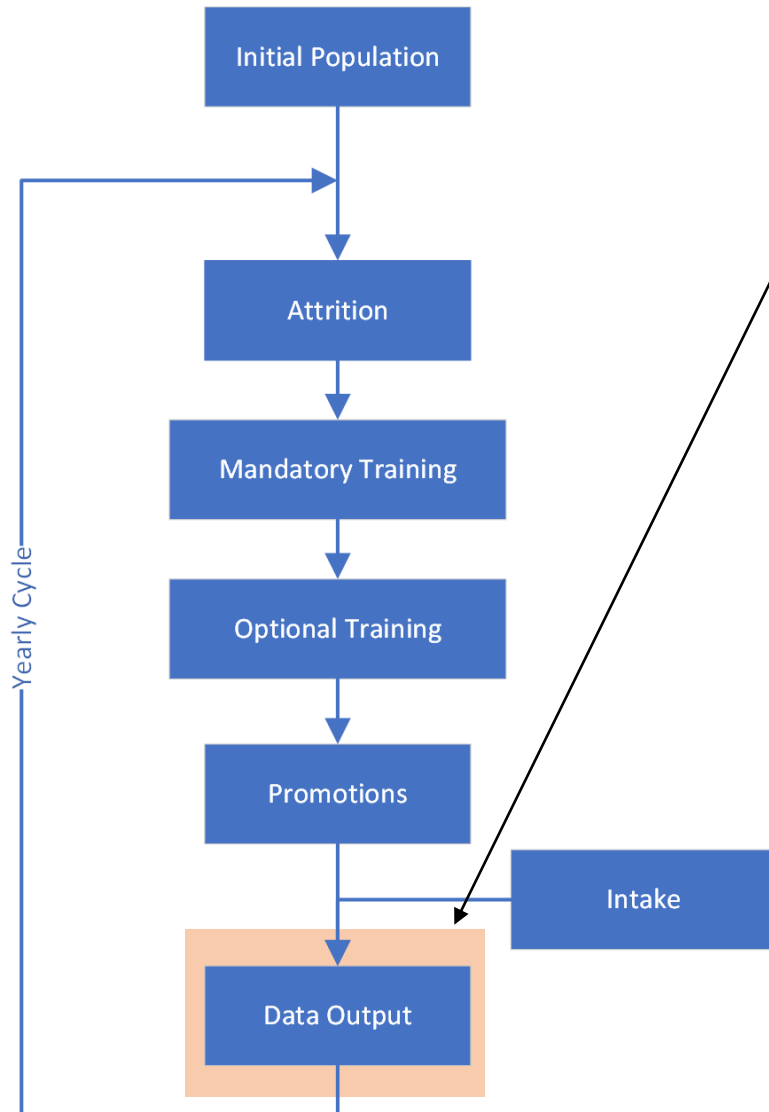 Initial Population
Attrition
Mandatory Training
Optional Training
Yearly Cycle
Promotions
Intake
Data Output